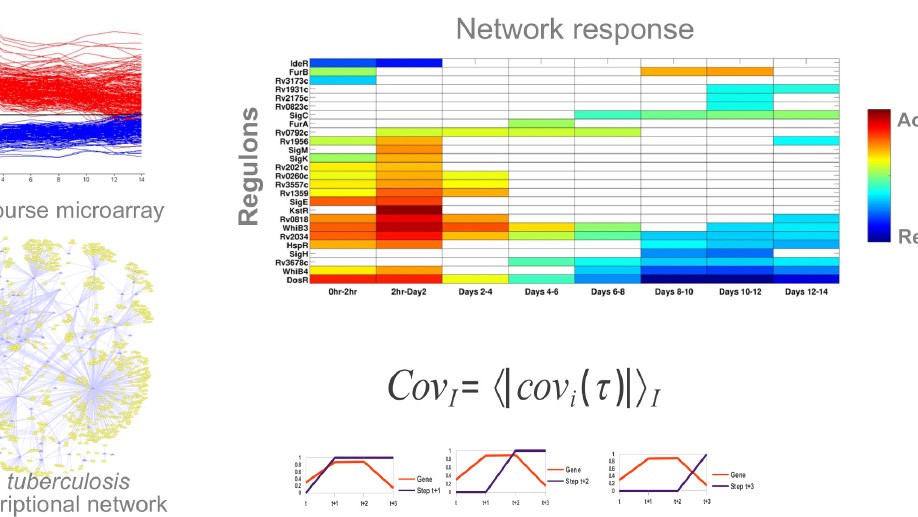 Network response
Regulons
IdeR
FurB
Rv3173c
Rv1931c
Rv2175c
Rv0823c
SigC
FurA
Rv0792c
Rv1956
SigM
SigK
Rv2021c
Rv0260c
Rv3557c
Rv1359
SigE
KstR
Rv0818
WhiB3
Rv2034
HspR
SigH
Rv3678c
WhiB4
DosR
0hr-2hr 2hr-Day2 Days 2-4 Days 4-6 Days 6-8 Days 8-10 Days 10-12 Days 12-14
Ac
Re
4 6 8 10 12 14
ourse microarray
tuberculosis
riptional network
Cov_I = ⟨|cov_i(τ)|⟩_I
1
0.8
0.6
0.4
0.2
0
t t+1 t+2 t+3
Gene
Step t+1
1
0.8
0.6
0.4
0.2
0
t t+1 t+2 t+3
Gene
Step t+2
1
0.8
0.6
0.4
0.2
0
t t+1 t+2 t+3
Gene
Step t+3